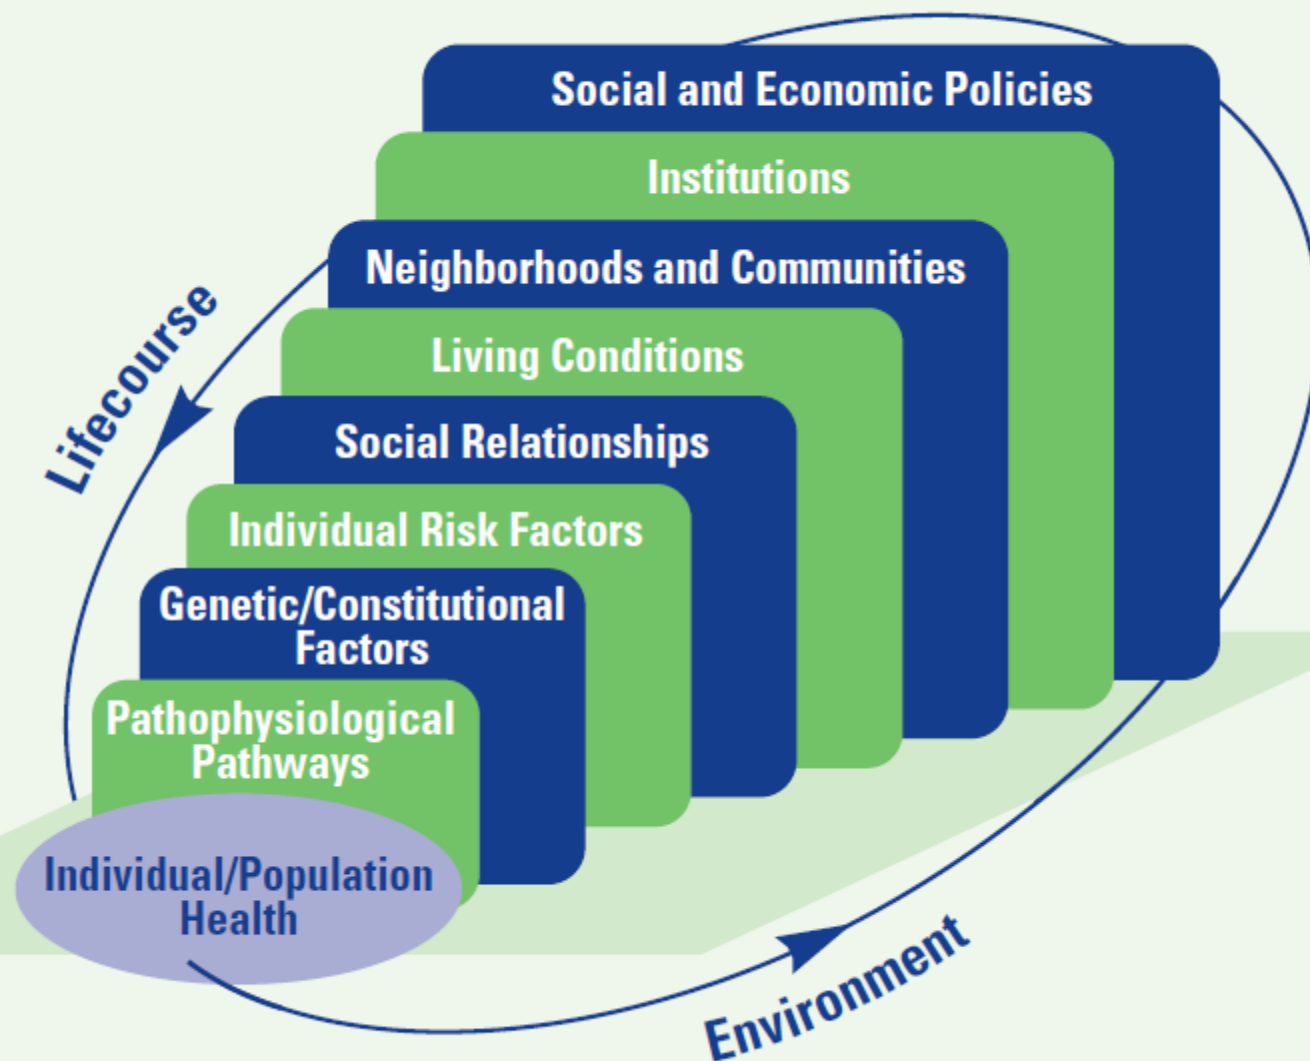 Social and Economic Policies
Institutions
Neighborhoods and Communities
Living Conditions
Social Relationships
Individual Risk Factors
Genetic/Constitutional
Factors
Pathophysiological
Pathways
Individual/Population
Health
Lifecourse
Environment